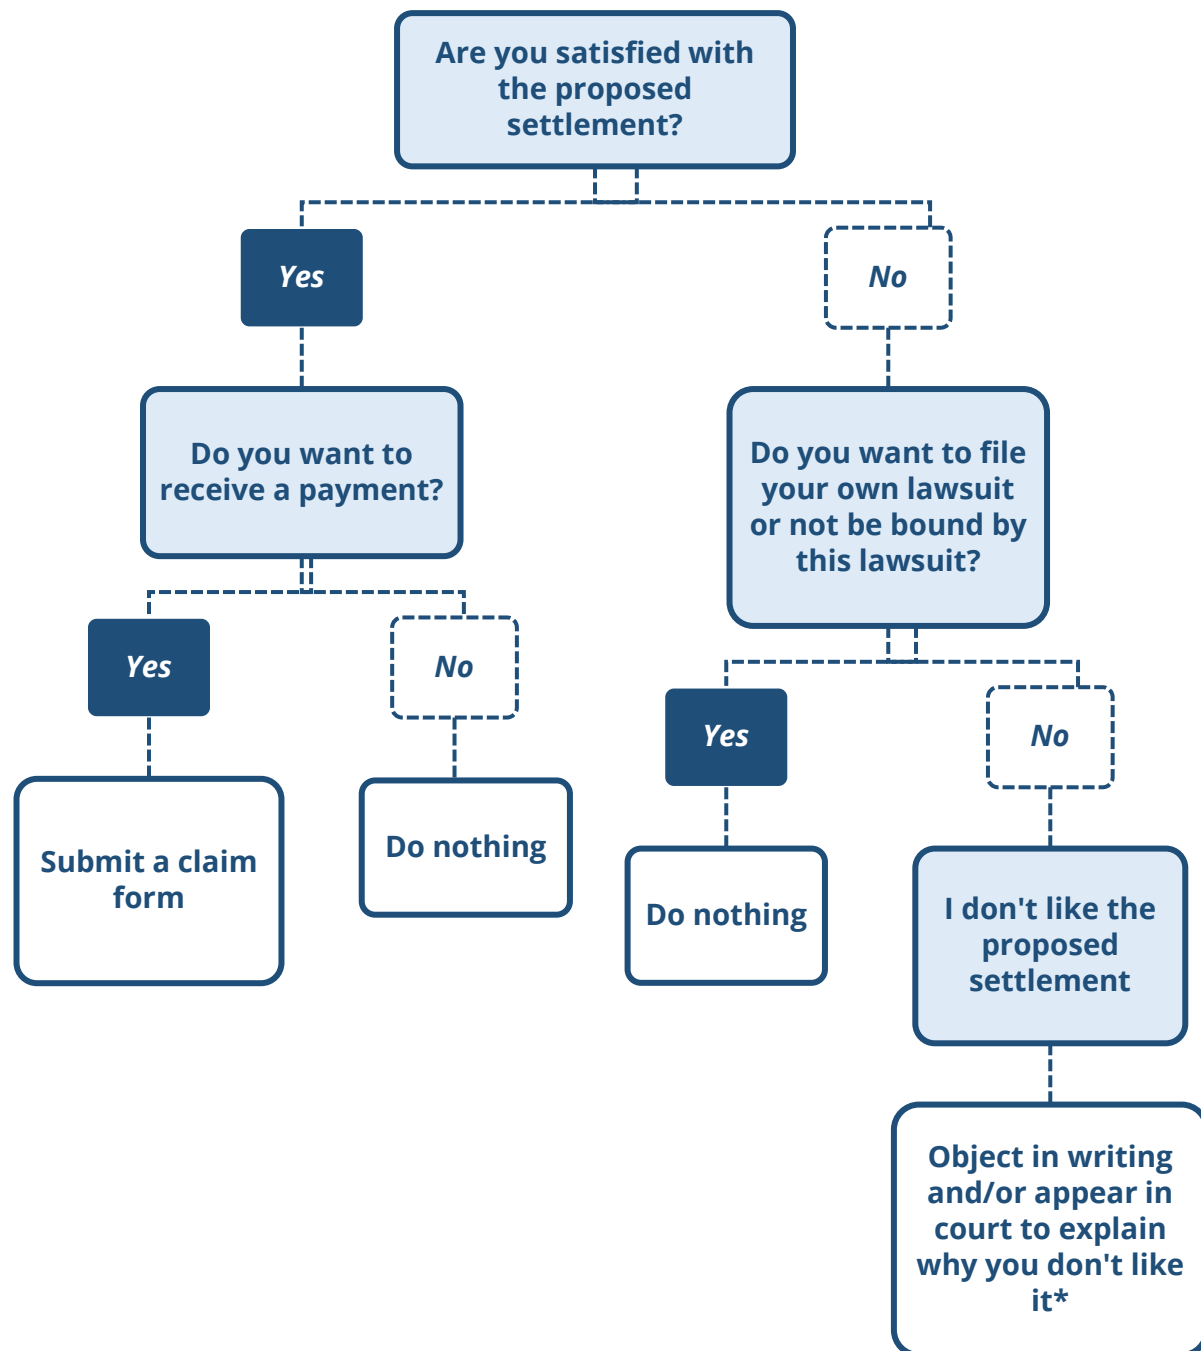 Are you satisfied with
the proposed
settlement?
Yes
No
Do you want to
receive a payment?
Do you want to file
your own lawsuit
or not be bound by
this lawsuit?
Yes
No
Yes
No
Submit a claim
form
Do nothing
Do nothing
I don't like the
proposed
settlement
Object in writing
and/or appear in
court to explain
why you don't like
it*